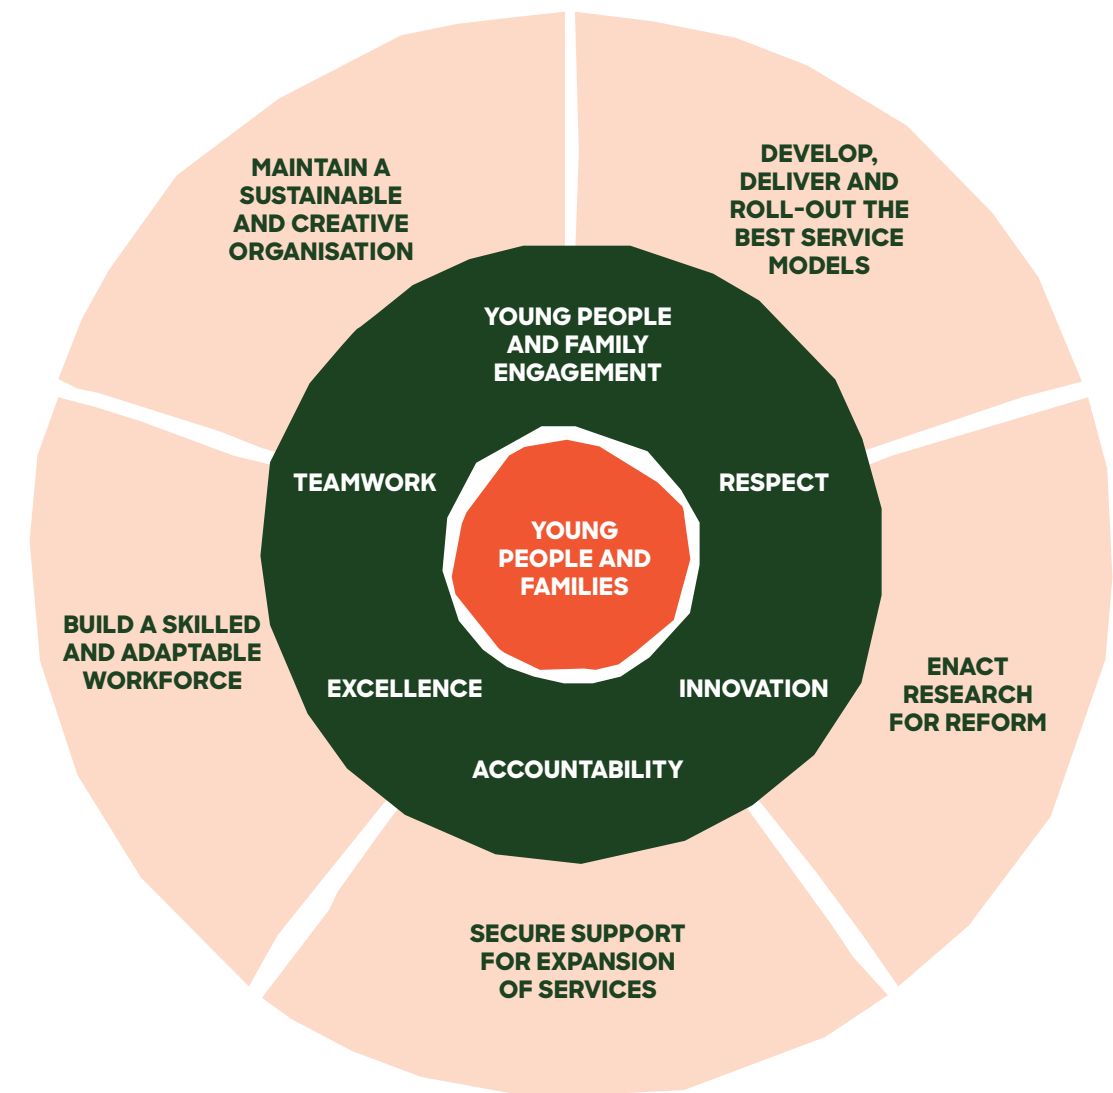 MAINTAIN A
SUSTAINABLE
AND CREATIVE
ORGANISATION
DEVELOP,
DELIVER AND
ROLL-OUT THE
BEST SERVICE
MODELS
YOUNG PEOPLE
AND FAMILY
ENGAGEMENT
TEAMWORK
RESPECT
YOUNG
PEOPLE AND
FAMILIES
BUILD A SKILLED
AND ADAPTABLE
WORKFORCE
EXCELLENCE
INNOVATION
ENACT
RESEARCH
FOR REFORM
ACCOUNTABILITY
SECURE SUPPORT
FOR EXPANSION
OF SERVICES